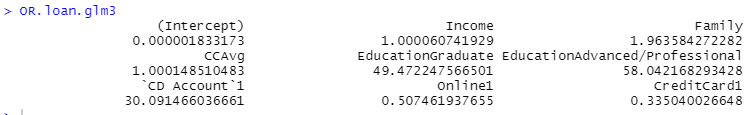 > OR.loan.glm3
(Intercept) Income Family
0.000001833173 1.000060741929 1.963584272282
CCAvg EducationGraduate EducationAdvanced/Professional
1.000148510483 49.472247566501 58.042168293428
`CD Account`1 Online1 CreditCard1
30.091466036661 0.507461937655 0.335040026648
>